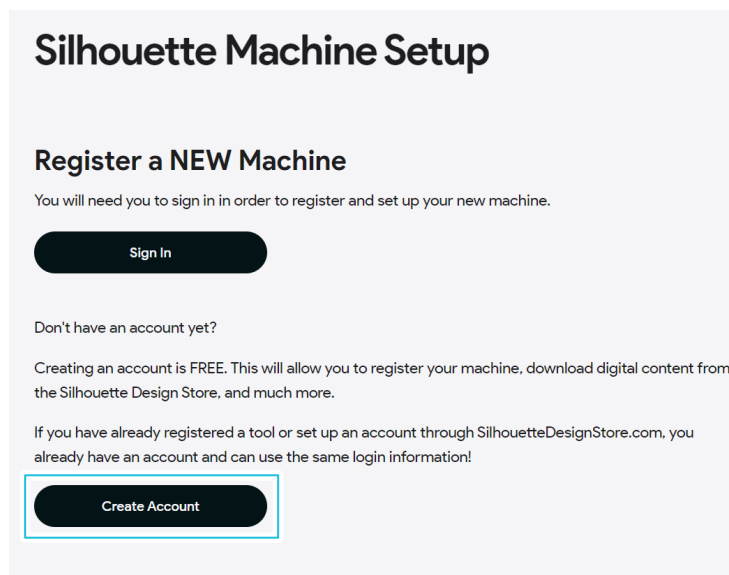 Silhouette Machine Setup
Register a NEW Machine
You will need you to sign in in order to register and set up your new machine.
Sign In
Don't have an account yet?
Creating an account is FREE. This will allow you to register your machine, download digital content from
the Silhouette Design Store, and much more.
If you have already registered a tool or set up an account through SilhouetteDesignStore.com, you
already have an account and can use the same login information!
Create Account